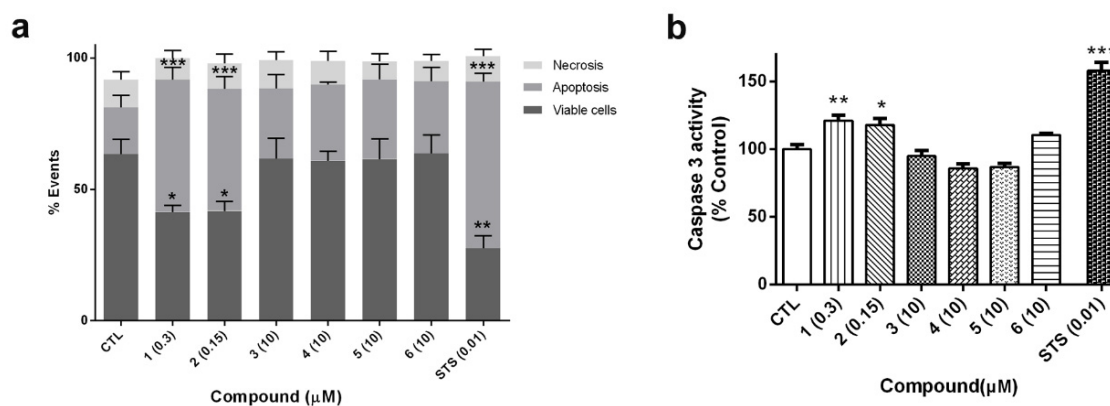 a
100
50
0
% Events
***
***
***
*
*
**
Necrosis
Apoptosis
Viable cells
CTL
1 (0.3)
2 (0.15)
3 (10)
4 (10)
5 (10)
6 (10)
STS (0.01)
Compound (μM)
b
150
100
50
0
Caspase 3 activity
(% Control)
**
*
***
CTL
1 (0.3)
2 (0.15)
3 (10)
4 (10)
5 (10)
6 (10)
STS (0.01)
Compound(μM)